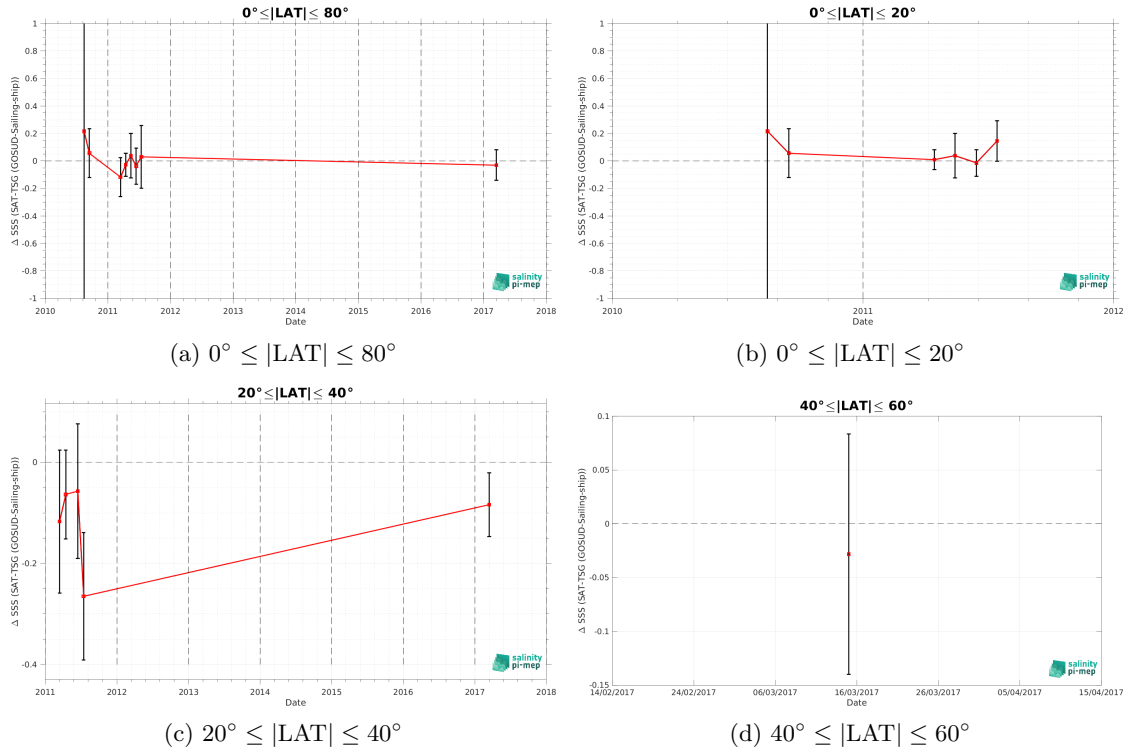 0°≤|LAT|≤ 80°
1
0.8
0.6
0.4
0.2
0
-0.2
-0.4
-0.6
-0.8
-1
Δ SSS (SAT-TSG (GOSUD-Sailing-ship))
2010 2011 2012 2013 2014 2015 2016 2017 2018
Date
salinity
pi-mep
(a) 0° ≤ |LAT| ≤ 80°
0°≤|LAT|≤ 20°
1
0.8
0.6
0.4
0.2
0
-0.2
-0.4
-0.6
-0.8
-1
Δ SSS (SAT-TSG (GOSUD-Sailing-ship))
2010 2011 2012
Date
salinity
pi-mep
(b) 0° ≤ |LAT| ≤ 20°
20°≤|LAT|≤ 40°
0
-0.2
-0.4
Δ SSS (SAT-TSG (GOSUD-Sailing-ship))
2011 2012 2013 2014 2015 2016 2017 2018
Date
salinity
pi-mep
(c) 20° ≤ |LAT| ≤ 40°
40°≤|LAT|≤ 60°
0.1
0.05
0
-0.05
-0.1
-0.15
Δ SSS (SAT-TSG (GOSUD-Sailing-ship))
14/02/2017 24/02/2017 06/03/2017 16/03/2017 26/03/2017 05/04/2017 15/04/2017
Date
salinity
pi-mep
(d) 40° ≤ |LAT| ≤ 60°